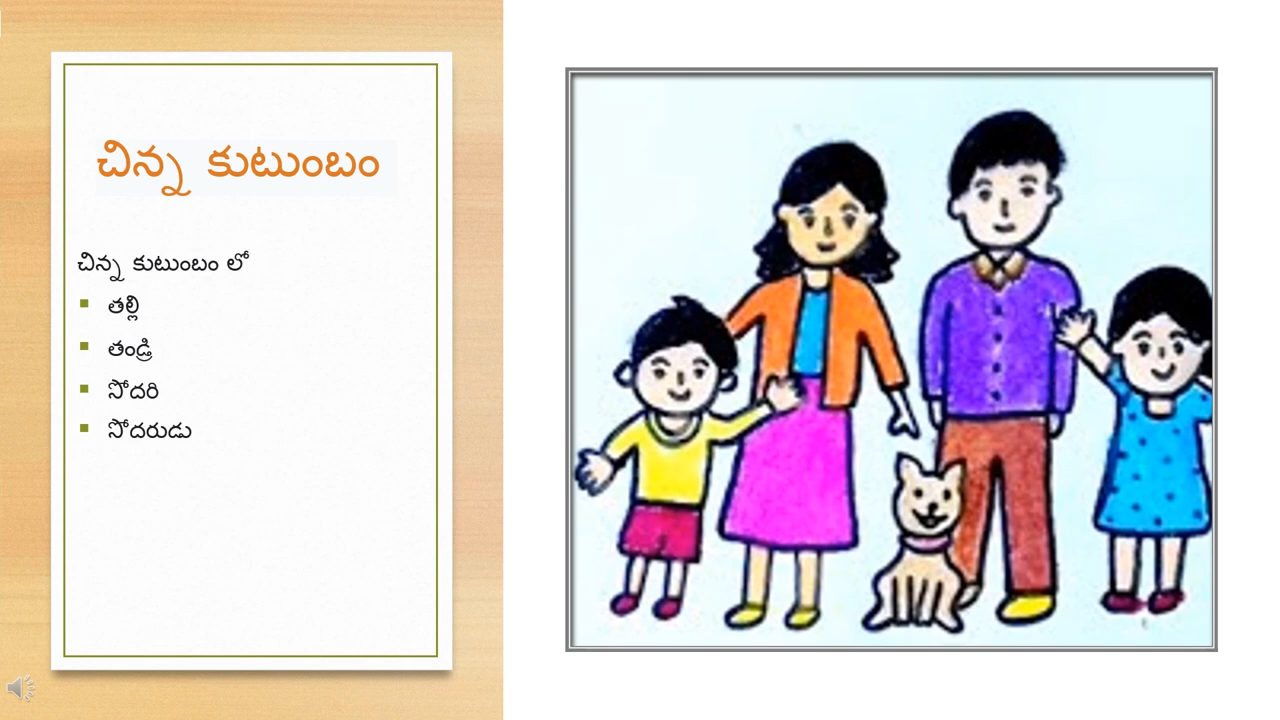 చిన్న కుటుంబం
చిన్న కుటుంబం లో
తల్లి
తండ్రి
సోదరి
సోదరుడు